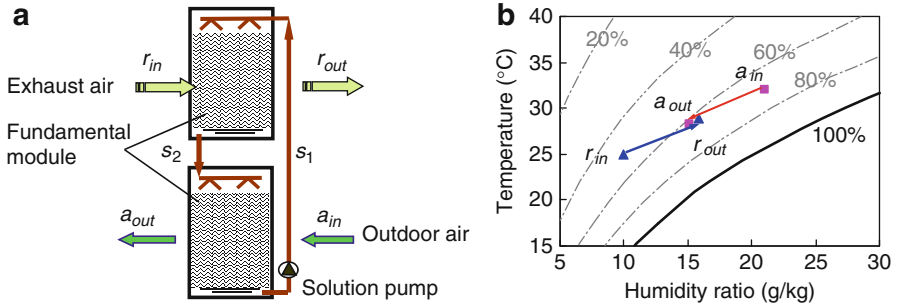 a
r_in
r_out
Exhaust air
Fundamental
module
s_2
s_1
a_out
a_in
Outdoor air
Solution pump
b
Temperature (°C)
40
35
30
25
20
15
20%
40%
60%
80%
100%
a_in
a_out
r_in
r_out
5
10
15
20
25
30
Humidity ratio (g/kg)